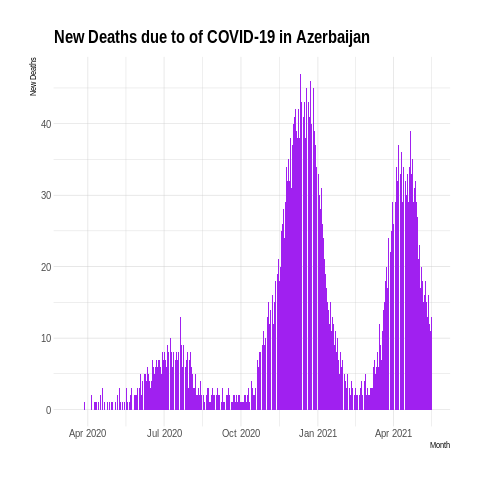 New Deaths due to of COVID-19 in Azerbaijan
New Deaths
40
30
20
10
0
Apr 2020 Jul 2020 Oct 2020 Jan 2021 Apr 2021
Month